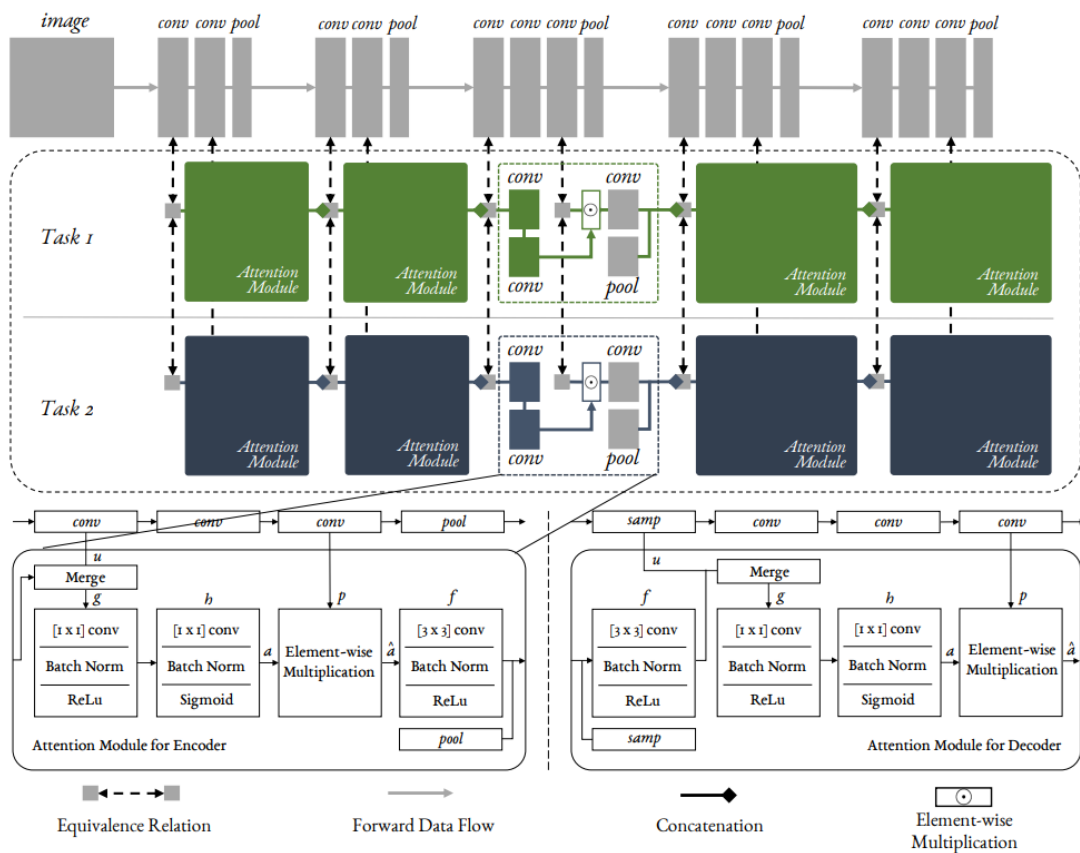 image
conv conv pool
conv conv pool
conv conv conv pool
conv conv conv pool
conv conv conv pool
Task 1
Attention
Module
Attention
Module
conv
conv
conv
pool
Attention
Module
Attention
Module
Task 2
Attention
Module
Attention
Module
conv
conv
conv
pool
Attention
Module
Attention
Module
conv
conv
conv
pool
u
Merge
g
h
p
f
[1 x 1] conv
Batch Norm
ReLu
[1 x 1] conv
Batch Norm
Sigmoid
a
Element-wise
Multiplication
â
[3 x 3] conv
Batch Norm
ReLu
pool
Attention Module for Encoder
samp
conv
conv
conv
u
Merge
f
g
h
p
[3 x 3] conv
Batch Norm
ReLu
samp
[1 x 1] conv
Batch Norm
ReLu
[1 x 1] conv
Batch Norm
Sigmoid
a
Element-wise
Multiplication
â
Attention Module for Decoder
Equivalence Relation
Forward Data Flow
Concatenation
Element-wise
Multiplication